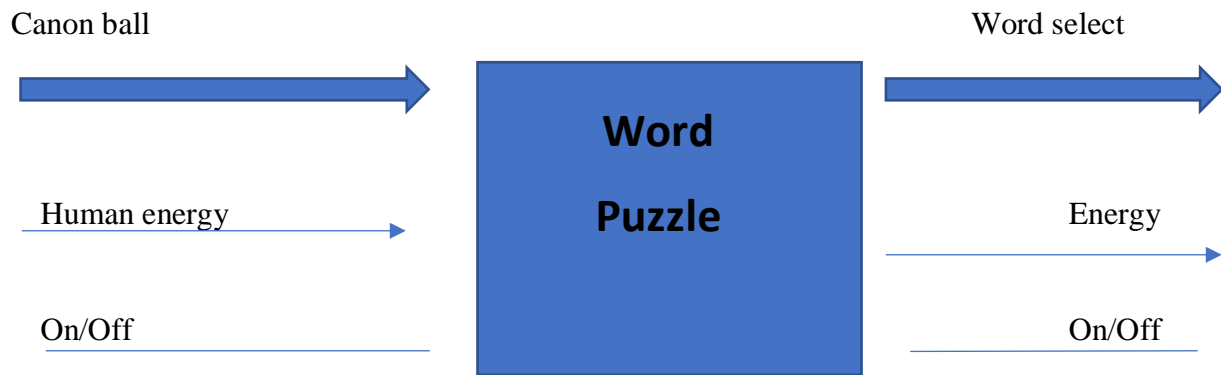 Canon ball
Word select
Word
Puzzle
Human energy
Energy
On/Off
On/Off